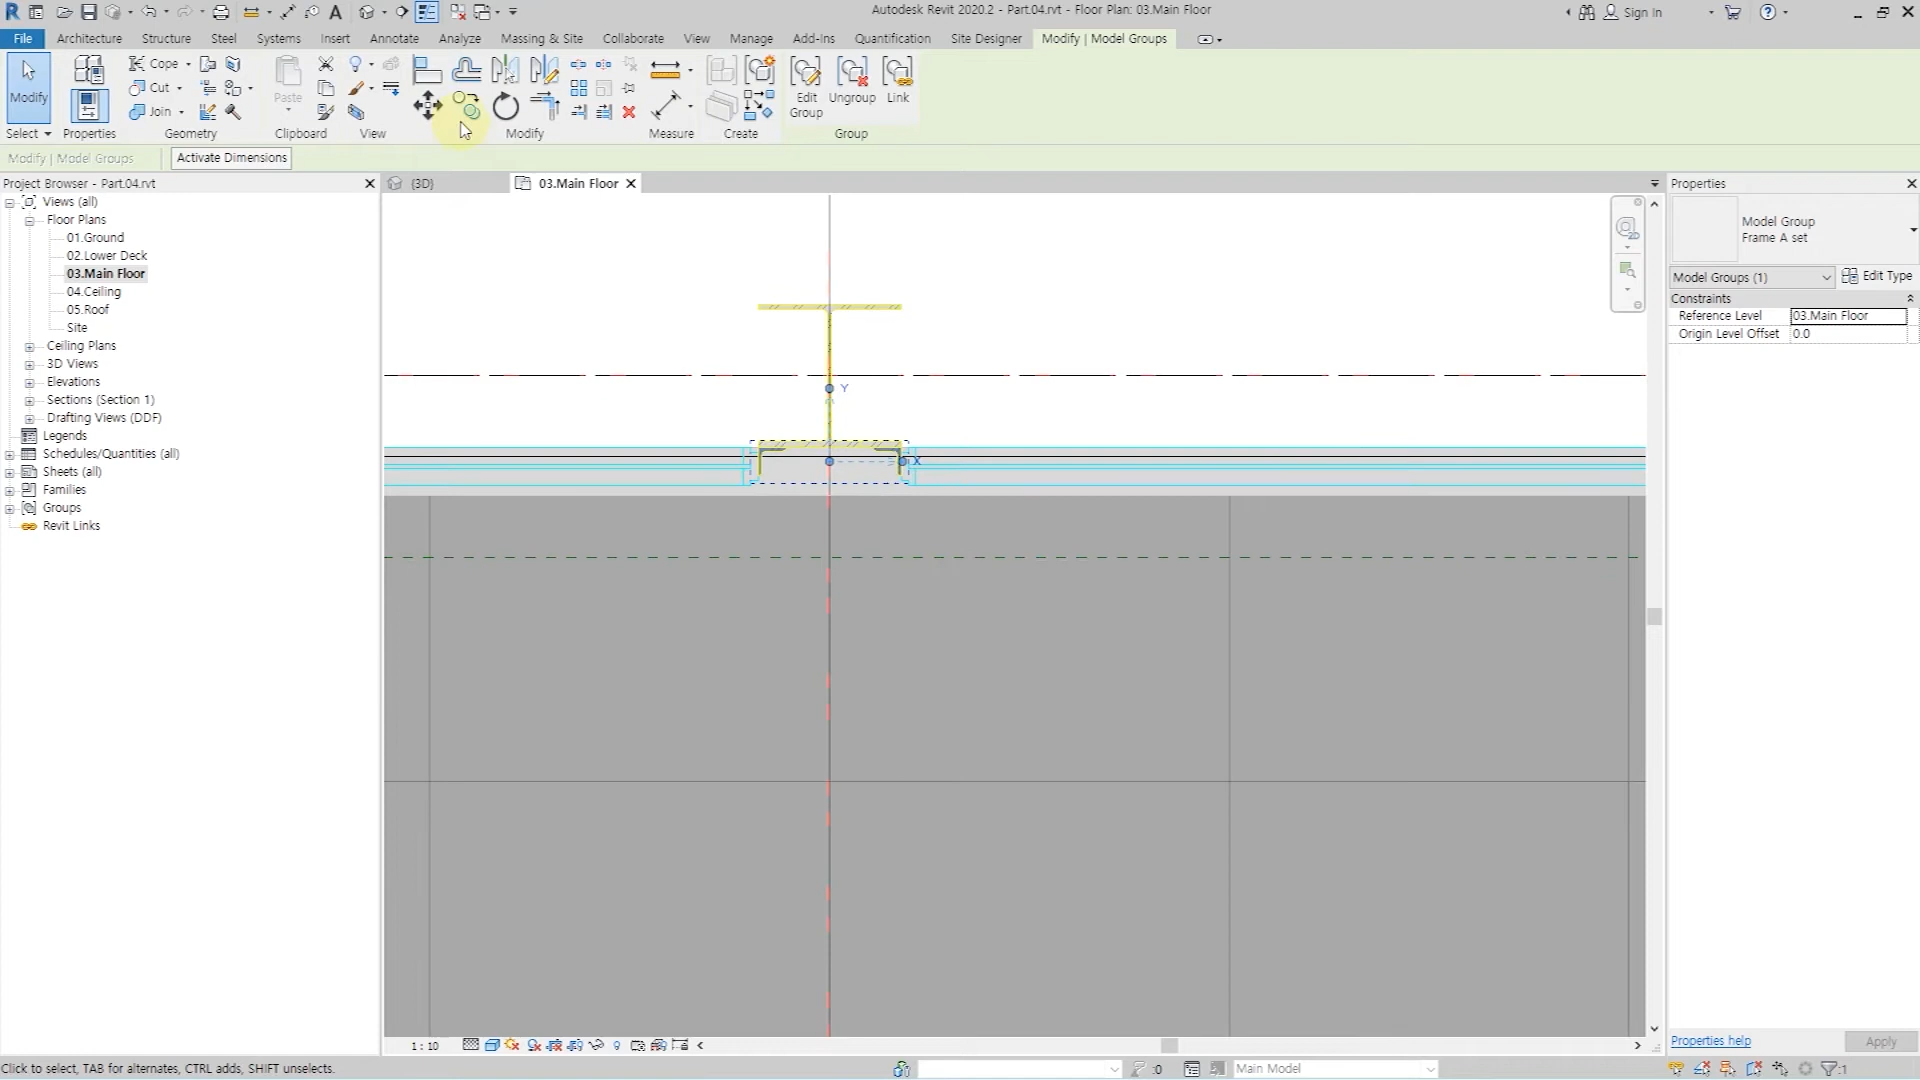 Autodesk Revit 2020.2 - Part.04.rvt - Floor Plan: 03.Main Floor
Sign In
File
Architecture
Structure
Steel
Systems
Insert
Annotate
Analyze
Massing & Site
Collaborate
View
Manage
Add-Ins
Quantification
Site Designer
Modify | Model Groups
Modify
Cope
Cut
Join
Paste
Edit
Group
Ungroup
Link
Select
Properties
Geometry
Clipboard
View
Modify
Measure
Create
Group
Modify | Model Groups
Activate Dimensions
Project Browser - Part.04.rvt
{3D}
03.Main Floor
Properties
Views (all)
Floor Plans
01.Ground
02.Lower Deck
03.Main Floor
04.Ceiling
05.Roof
Site
Ceiling Plans
3D Views
Elevations
Sections (Section 1)
Drafting Views (DDF)
Legends
Schedules/Quantities (all)
Sheets (all)
Families
Groups
Revit Links
Y
X
2D
Model Group
Frame A set
Model Groups (1)
Edit Type
Constraints
Reference Level
03.Main Floor
Origin Level Offset
0.0
1 : 10
Properties help
Apply
Click to select, TAB for alternates, CTRL adds, SHIFT unselects.
:0
Main Model
:1